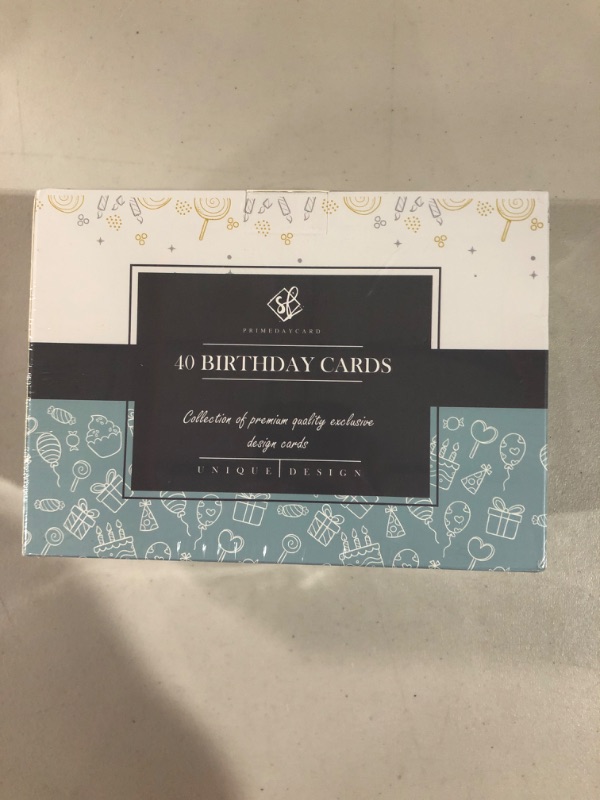 PRIMEDAYCARD
40 BIRTHDAY CARDS
Collection of premium quality exclusive
design cards
UNIQUE | DESIGN